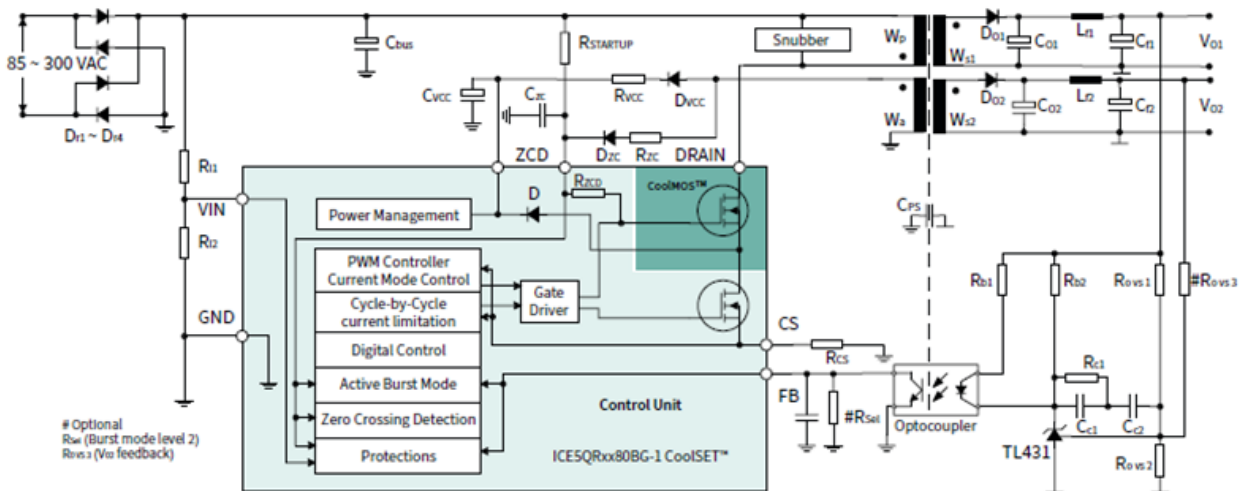 85 ~ 300 VAC
Dr1 ~ Dr4
Cbus
RSTARTUP
Snubber
Wp
Ws1
DO1
CO1
Lf1
Cf1
VO1
CVCC
CZC
RVCC
DVCC
DZC
RZC
Wa
Ws2
DO2
CO2
Lf2
Cf2
VO2
RI1
VIN
RI2
GND
ZCD
DRAIN
RZCD
CoolMOS™
D
Power Management
PWM Controller
Current Mode Control
Cycle-by-Cycle
current limitation
Digital Control
Active Burst Mode
Zero Crossing Detection
Protections
Gate
Driver
Control Unit
ICE5QRxx80BG-1 CoolSET™
CS
RCS
FB
#RSel
CPS
Optocoupler
Rb1
Rb2
Rovs1
#Rovs3
Rc1
Cc1
Cc2
TL431
Rovs2
# Optional
RSel (Burst mode level 2)
Rovs3 (VO2 feedback)